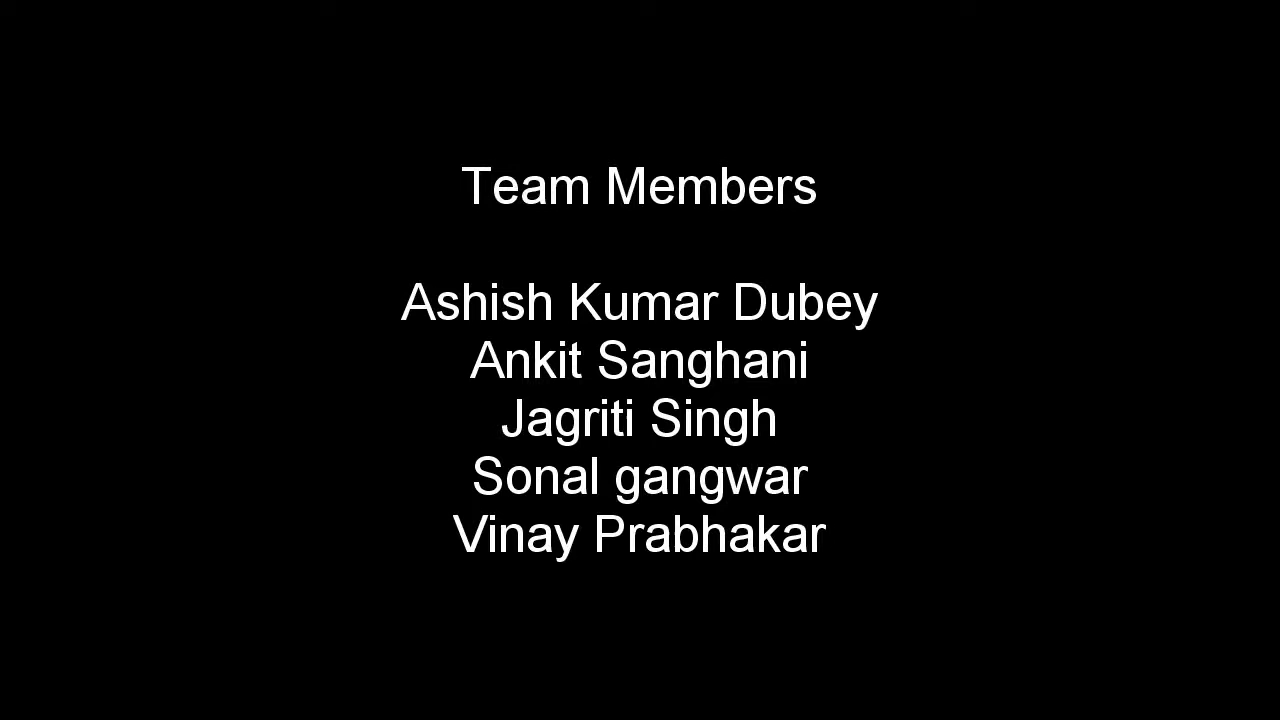 Team Members
Ashish Kumar Dubey
Ankit Sanghani
Jagriti Singh
Sonal gangwar
Vinay Prabhakar